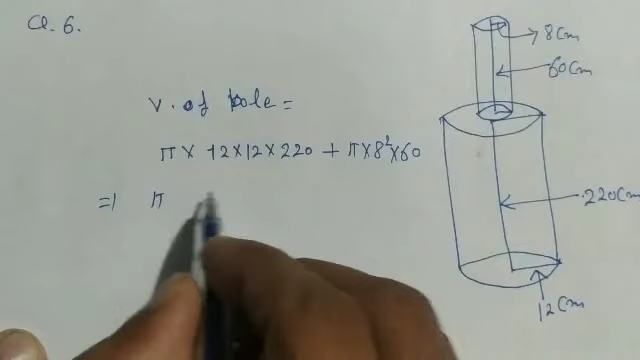 Q. 6.
8cm
60cm
V. of pole =
π × 12×12×220 + π×8²×60
⇒ π
220cm
12cm